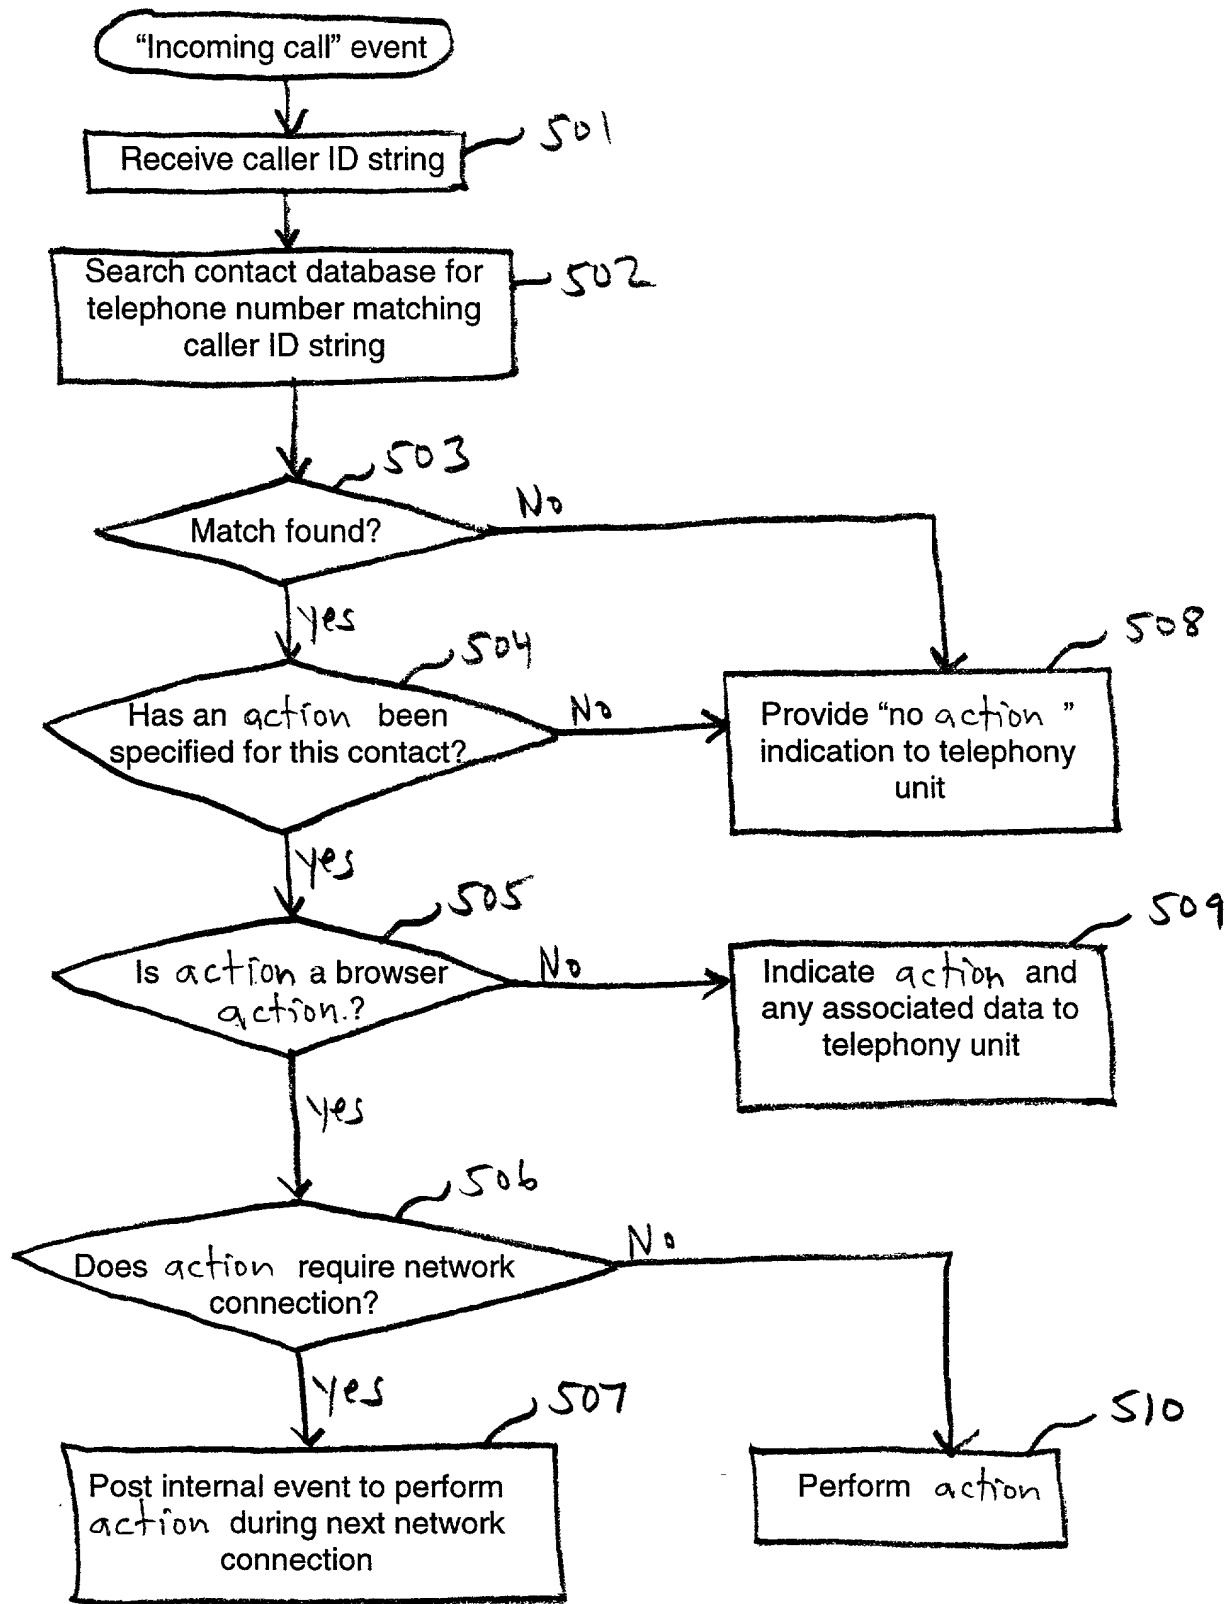 “Incoming call” event
501
Receive caller ID string
502
Search contact database for
telephone number matching
caller ID string
503
No
Match found?
yes
508
504
Has an action been
specified for this contact?
No
Provide “no action ”
indication to telephony
unit
yes
505
509
Is action a browser
action.?
No
Indicate action and
any associated data to
telephony unit
yes
506
No
Does action require network
connection?
yes
507
510
Post internal event to perform
action during next network
connection
Perform action